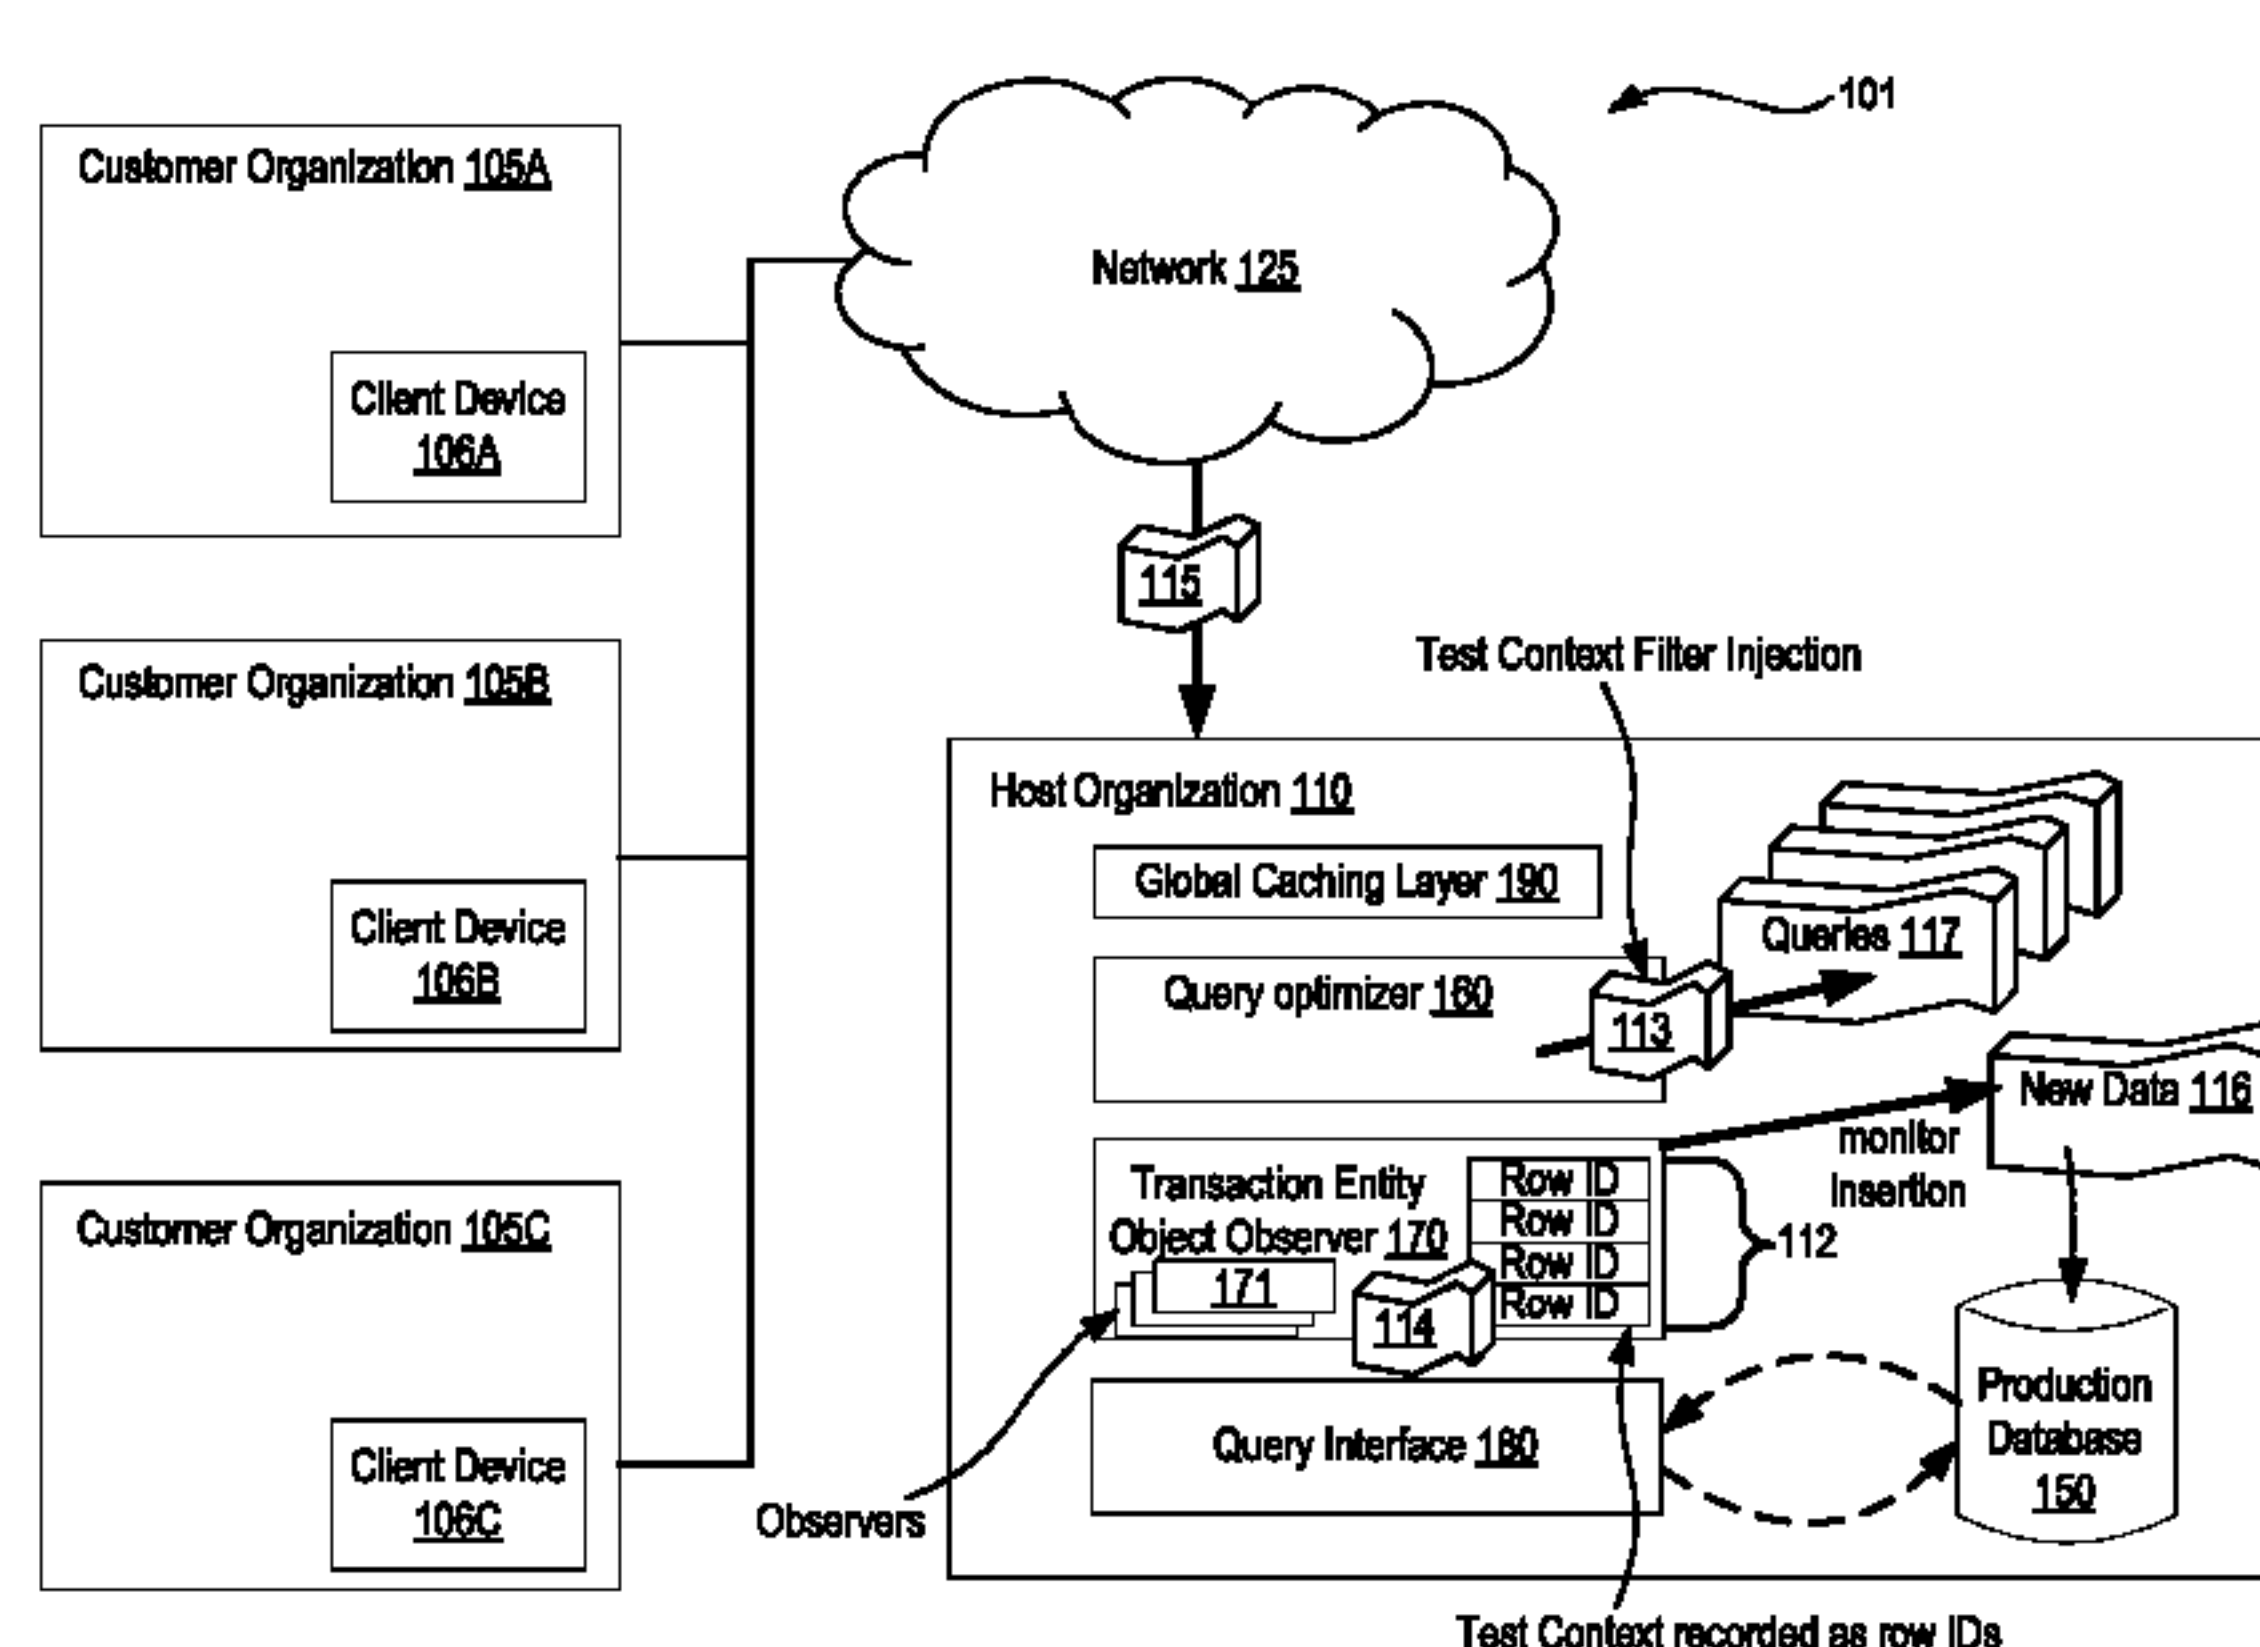 101
Customer Organization 105A
Client Device
106A
Network 125
115
Customer Organization 105B
Client Device
106B
Test Context Filter Injection
Host Organization 110
Global Caching Layer 190
Queries 117
Query optimizer 160
113
New Data 116
monitor
insertion
Transaction Entity
Object Observer 170
171
Row ID
Row ID
Row ID
Row ID
112
114
Customer Organization 105C
Client Device
106C
Query Interface 180
Production
Database
150
Observers
Test Context recorded as row IDs